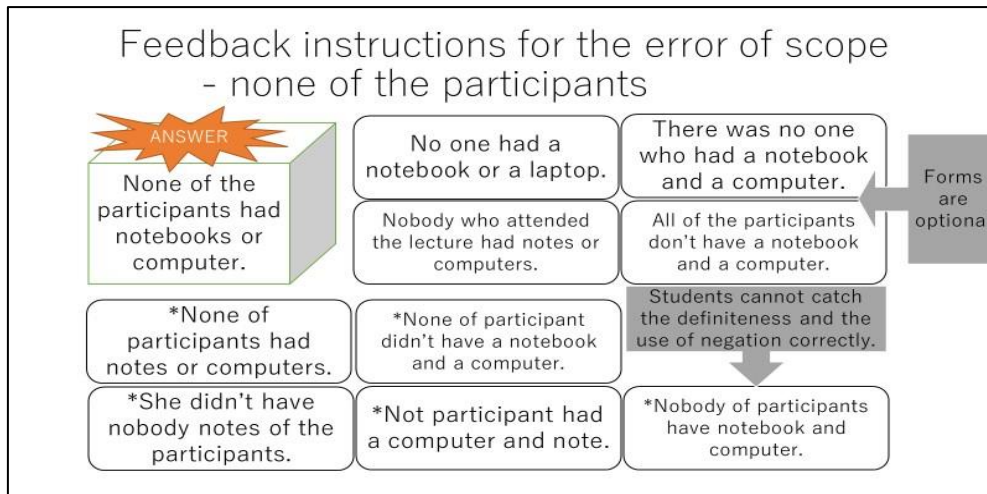 Feedback instructions for the error of scope
- none of the participants
ANSWER
None of the
participants had
notebooks or
computer.
No one had a
notebook or a laptop.
There was no one
who had a notebook
and a computer.
Forms
are
optiona
Nobody who attended
the lecture had notes or
computers.
All of the participants
don't have a notebook
and a computer.
*None of
participants had
notes or computers.
*None of participant
didn't have a notebook
and a computer.
Students cannot catch
the definiteness and the
use of negation correctly.
*She didn't have
nobody notes of the
participants.
*Not participant had
a computer and note.
*Nobody of participants
have notebook and
computer.